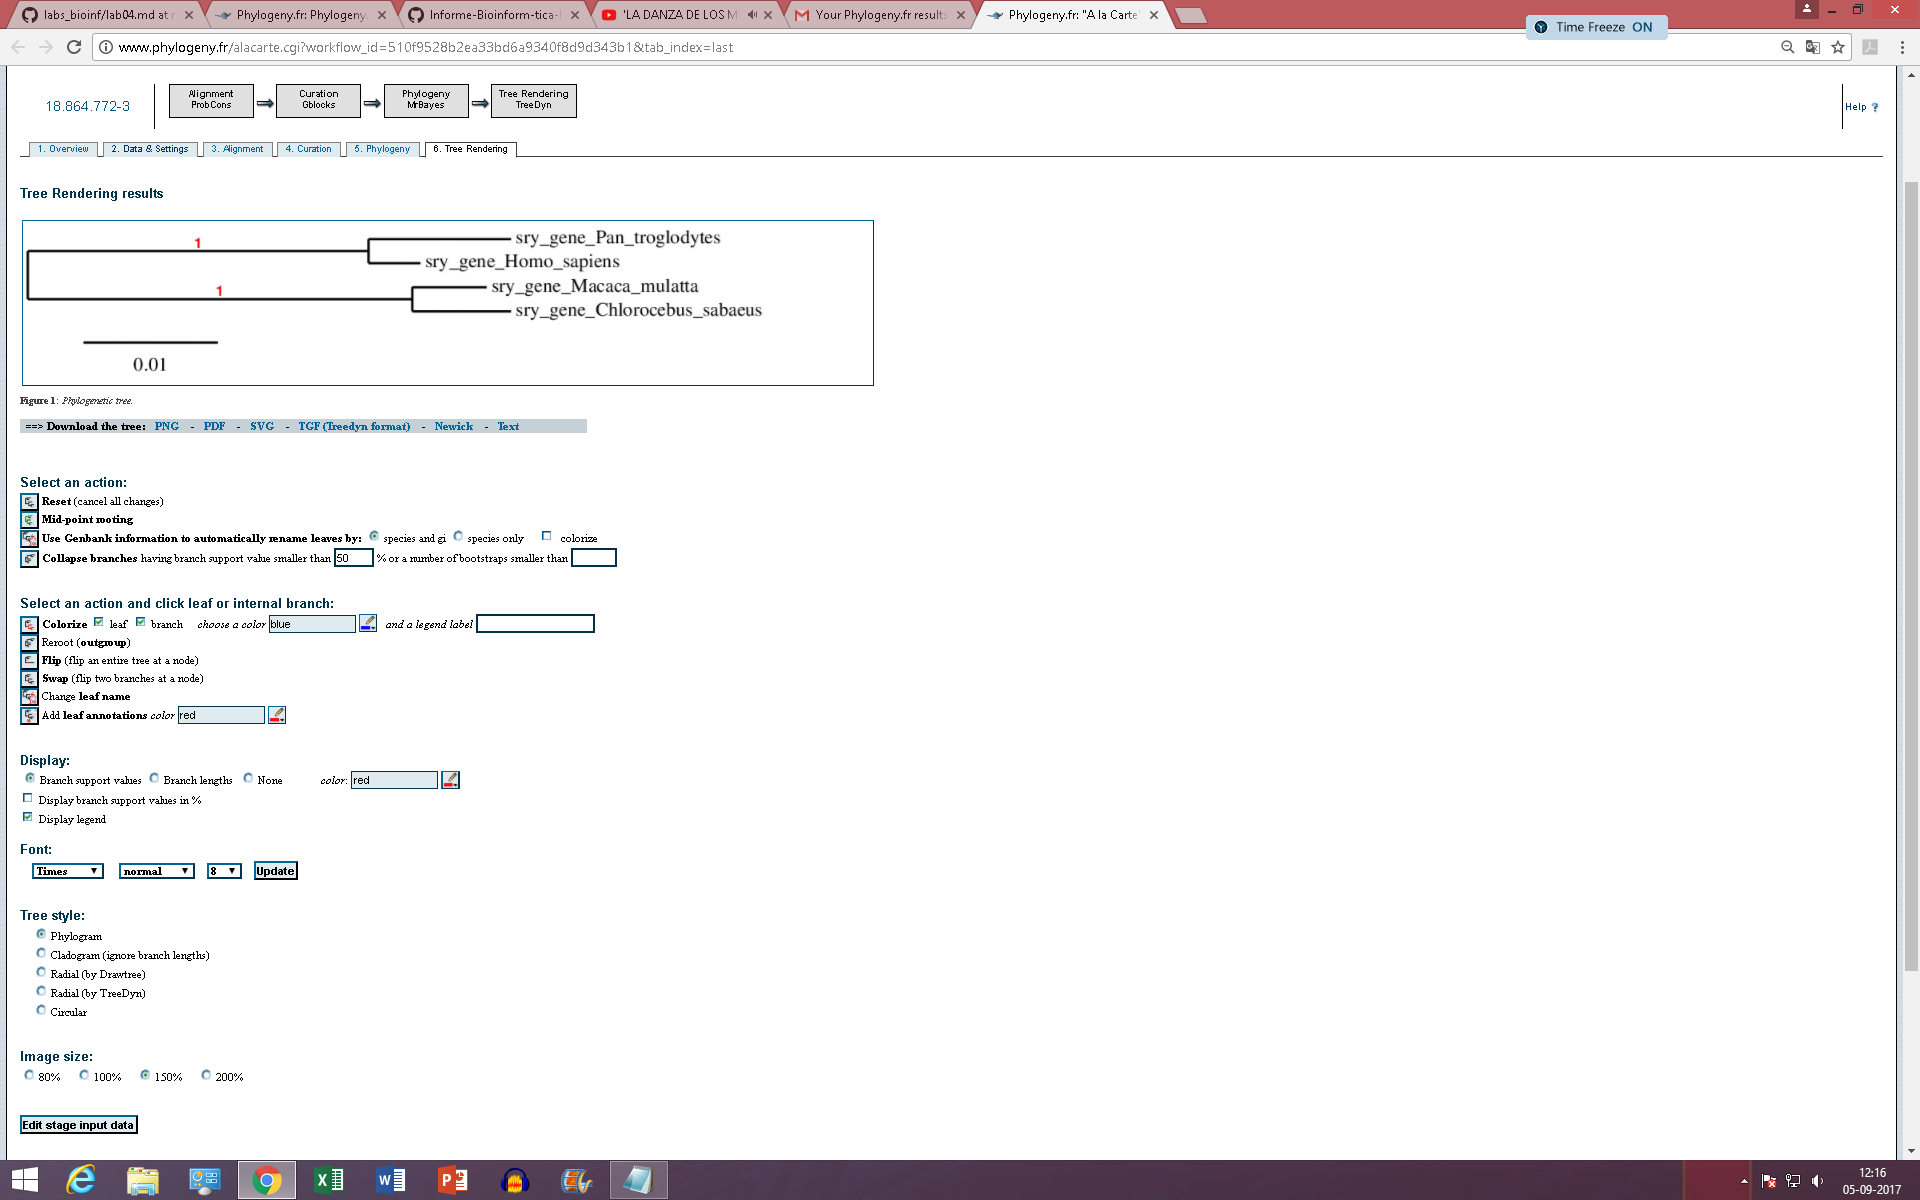 labs_bioinf/lab04.md at r
Phylogeny.fr: Phylogeny.
Informe-Bioinform-tica-
'LA DANZA DE LOS M
Your Phylogeny.fr results
Phylogeny.fr: "A la Carte"
Time Freeze ON
www.phylogeny.fr/alacarte.cgi?workflow_id=510f9528b2ea33bd6a9340f8d9d343b1&tab_index=last
18.864.772-3
Alignment
ProbCons
Curation
Gblocks
Phylogeny
MrBayes
Tree Rendering
TreeDyn
Help ?
1. Overview
2. Data & Settings
3. Alignment
4. Curation
5. Phylogeny
6. Tree Rendering
Tree Rendering results
1
sry_gene_Pan_troglodytes
sry_gene_Homo_sapiens
1
sry_gene_Macaca_mulatta
sry_gene_Chlorocebus_sabaeus
0.01
Figure 1: Phylogenetic tree.
==> Download the tree: PNG - PDF - SVG - TGF (Treedyn format) - Newick - Text
Select an action:
Reset (cancel all changes)
Mid-point rooting
Use Genbank information to automatically rename leaves by: species and gi species only colorize
Collapse branches having branch support value smaller than 50 % or a number of bootstraps smaller than
Select an action and click leaf or internal branch:
Colorize leaf branch choose a color blue and a legend label
Reroot (outgroup)
Flip (flip an entire tree at a node)
Swap (flip two branches at a node)
Change leaf name
Add leaf annotations color red
Display:
Branch support values Branch lengths None color: red
Display branch support values in %
Display legend
Font:
Times normal 8 Update
Tree style:
Phylogram
Cladogram (ignore branch lengths)
Radial (by Drawtree)
Radial (by TreeDyn)
Circular
Image size:
80% 100% 150% 200%
Edit stage input data
12:16
05-09-2017